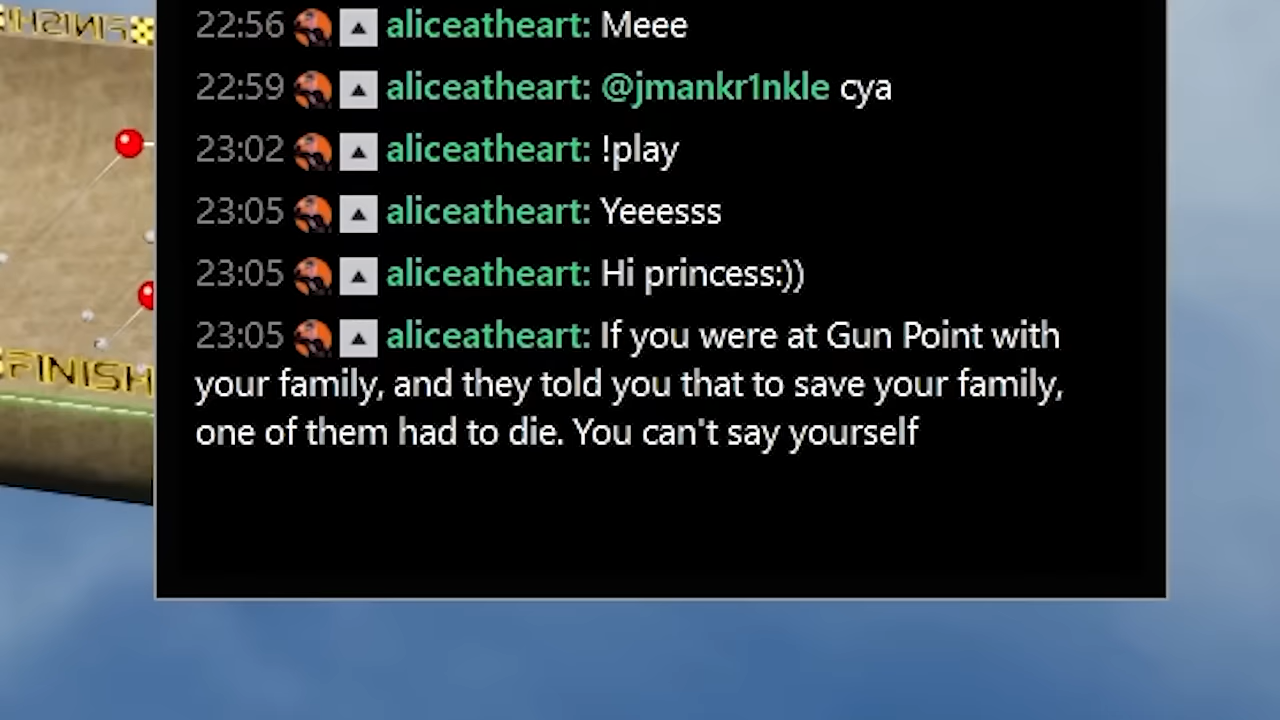 FINISH
22:56 aliceatheart: Meee
22:59 aliceatheart: @jmankr1nkle cya
23:02 aliceatheart: !play
23:05 aliceatheart: Yeeesss
23:05 aliceatheart: Hi princess:))
23:05 aliceatheart: If you were at Gun Point with
your family, and they told you that to save your family,
one of them had to die. You can't say yourself
FINISH